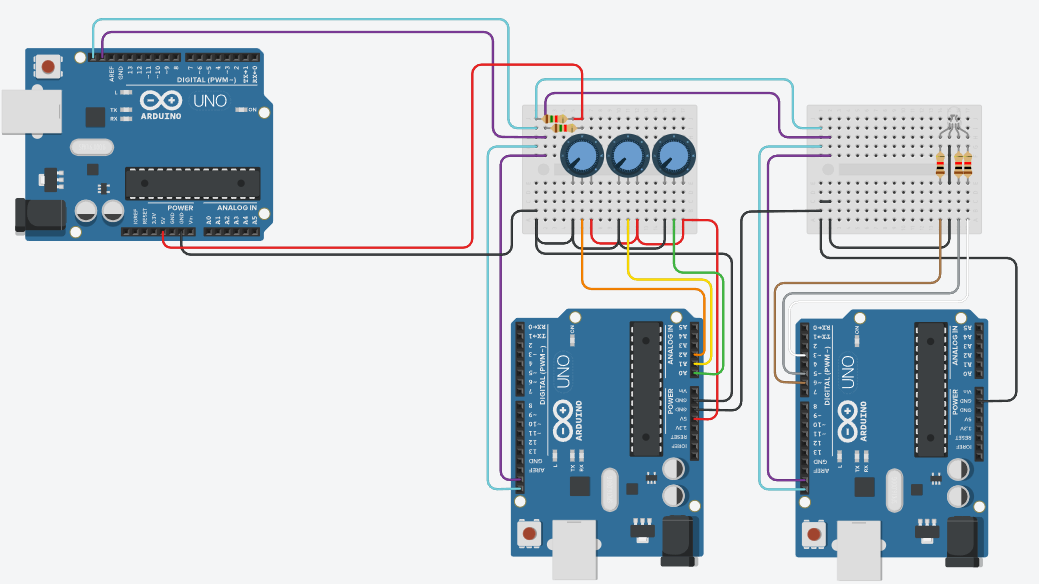 AREF
GND
13
12
~11
~10
~9
8
7
~6
~5
4
~3
2
TX→1
RX←0
DIGITAL (PWM~)
L
TX
RX
ARDUINO
UNO
ON
POWER
ANALOG IN
IOREF
RESET
3.3V
5V
GND
GND
Vin
A0
A1
A2
A3
A4
A5
RX←0
TX→1
2
~3
4
~5
~6
7
8
~9
~10
~11
12
13
GND
AREF
DIGITAL (PWM~)
UNO
ARDUINO
ON
L
TX
RX
ANALOG IN
A5
A4
A3
A2
A1
A0
POWER
Vin
GND
GND
5V
3.3V
RESET
IOREF
RX←0
TX→1
2
~3
4
~5
~6
7
8
~9
~10
~11
12
13
GND
AREF
DIGITAL (PWM~)
UNO
ARDUINO
ON
L
TX
RX
ANALOG IN
A5
A4
A3
A2
A1
A0
POWER
Vin
GND
GND
5V
3.3V
RESET
IOREF